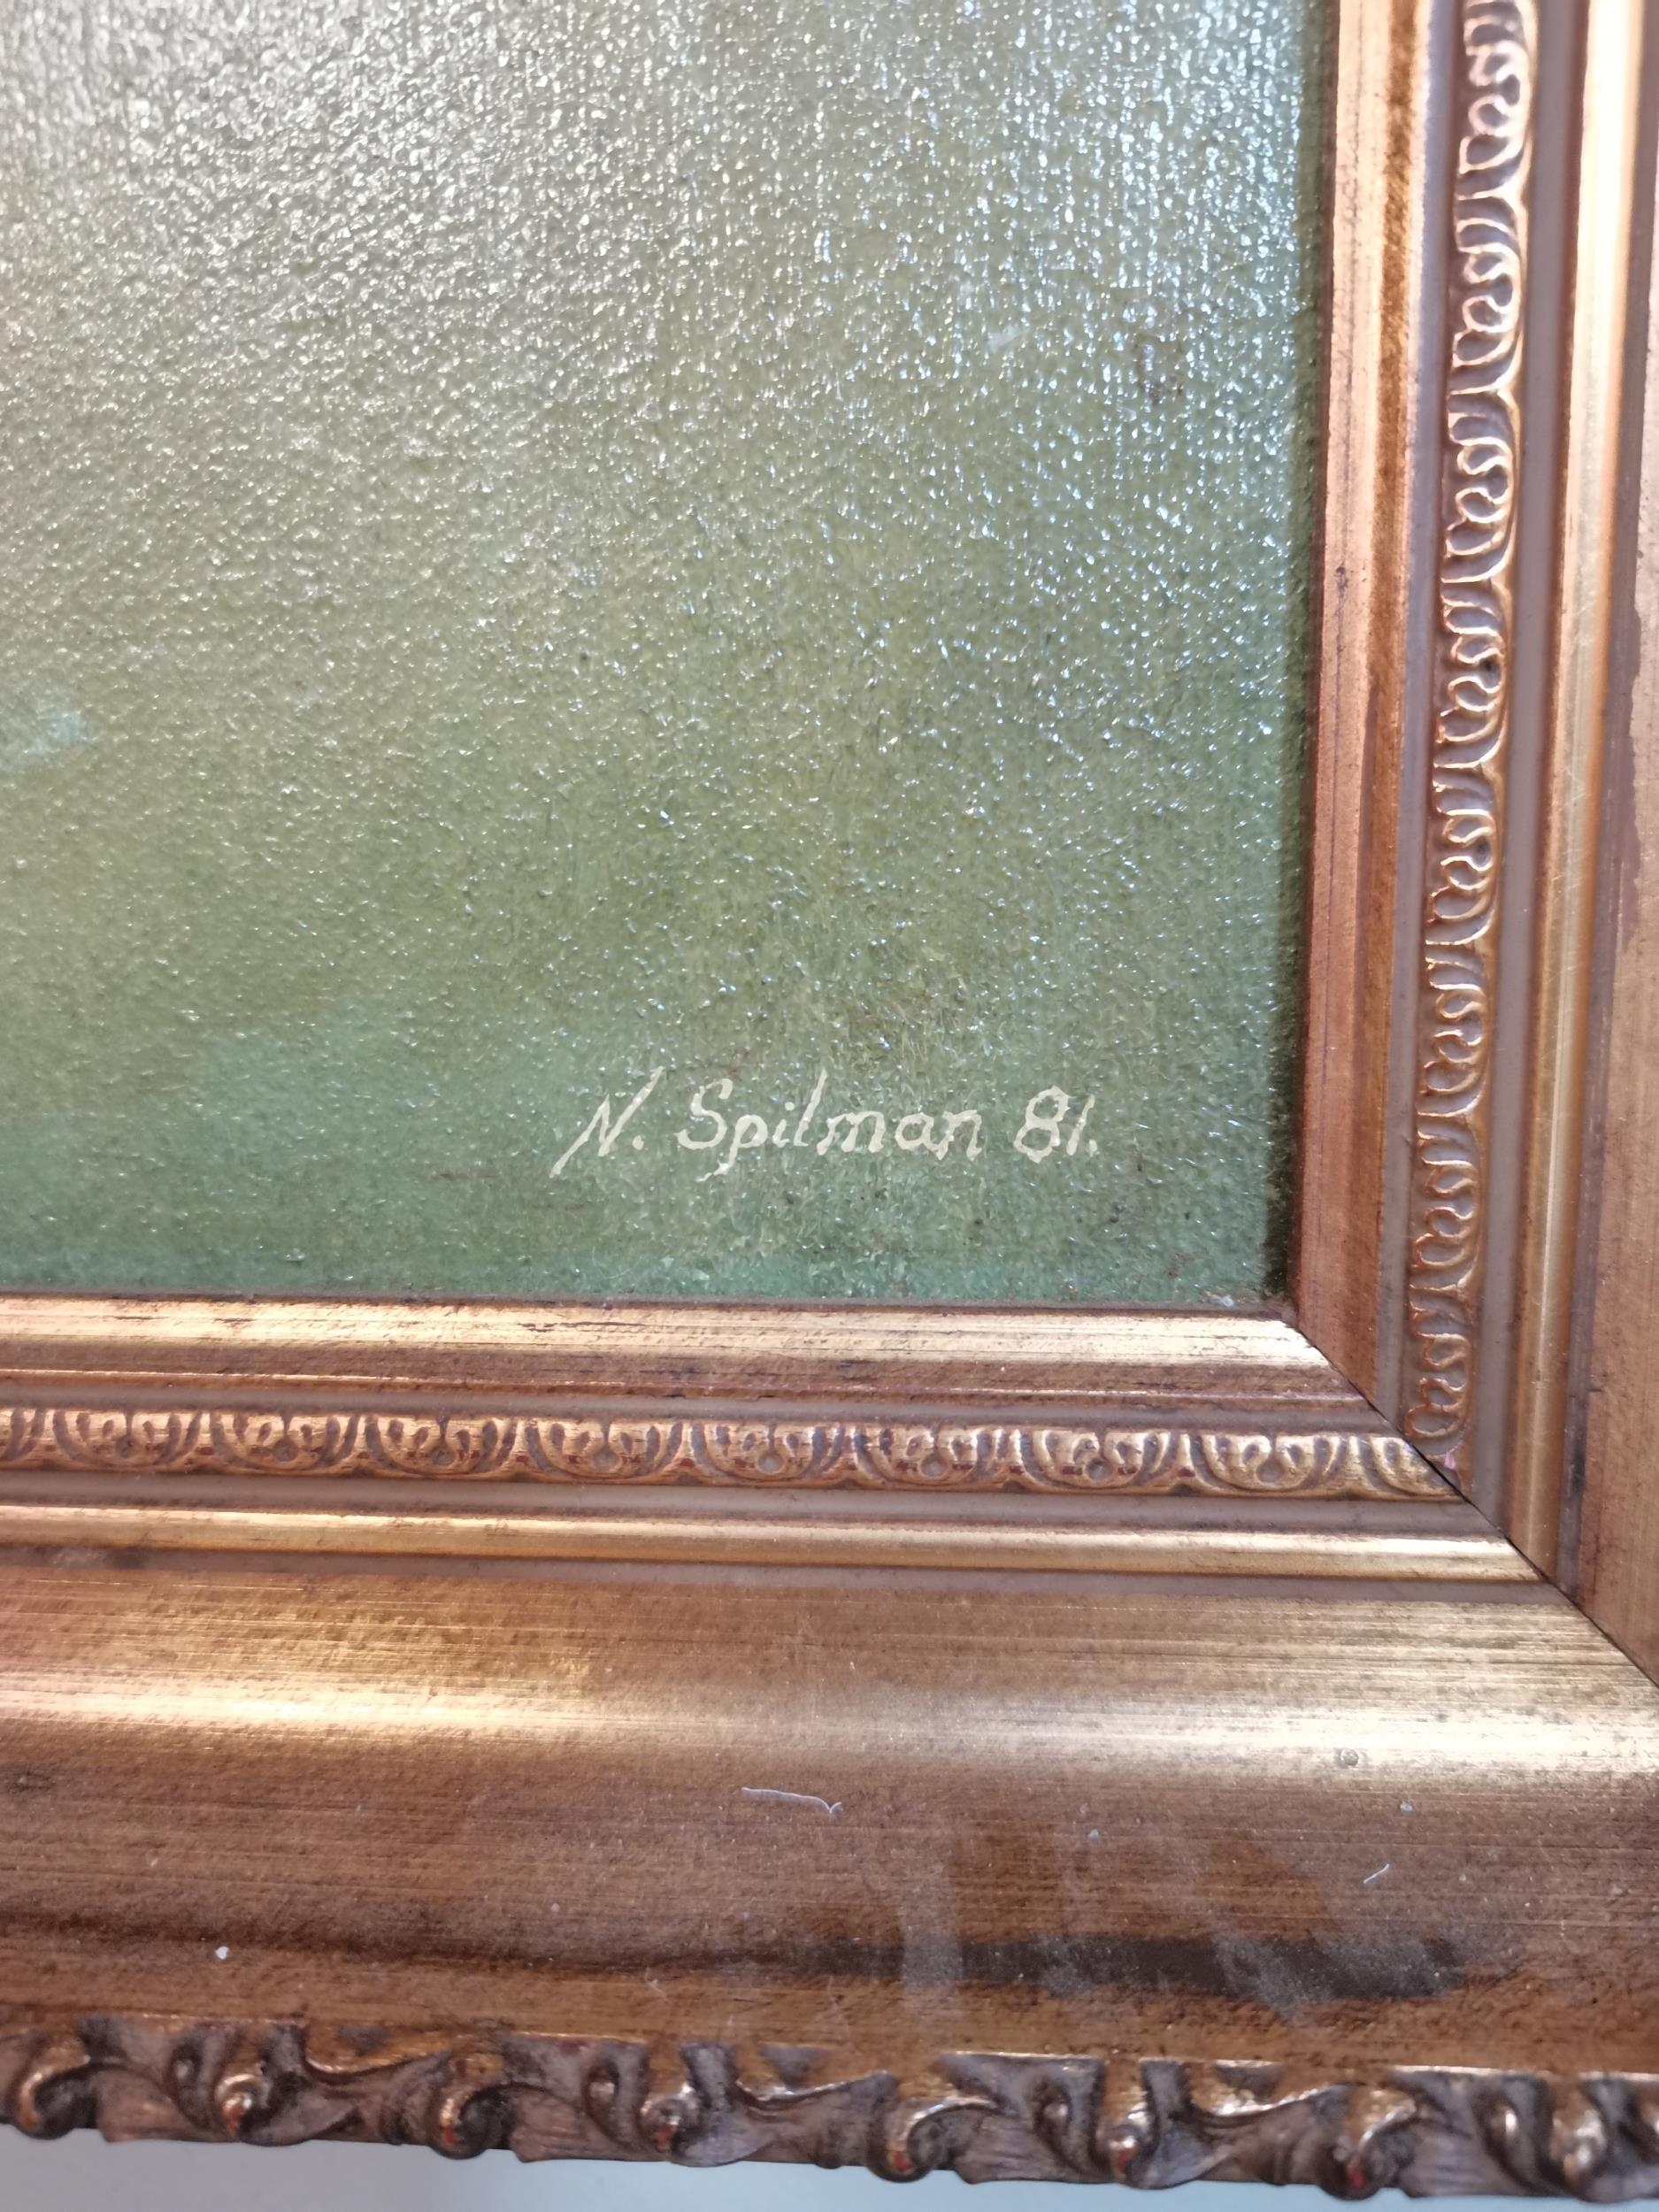 N. Spilman 81.